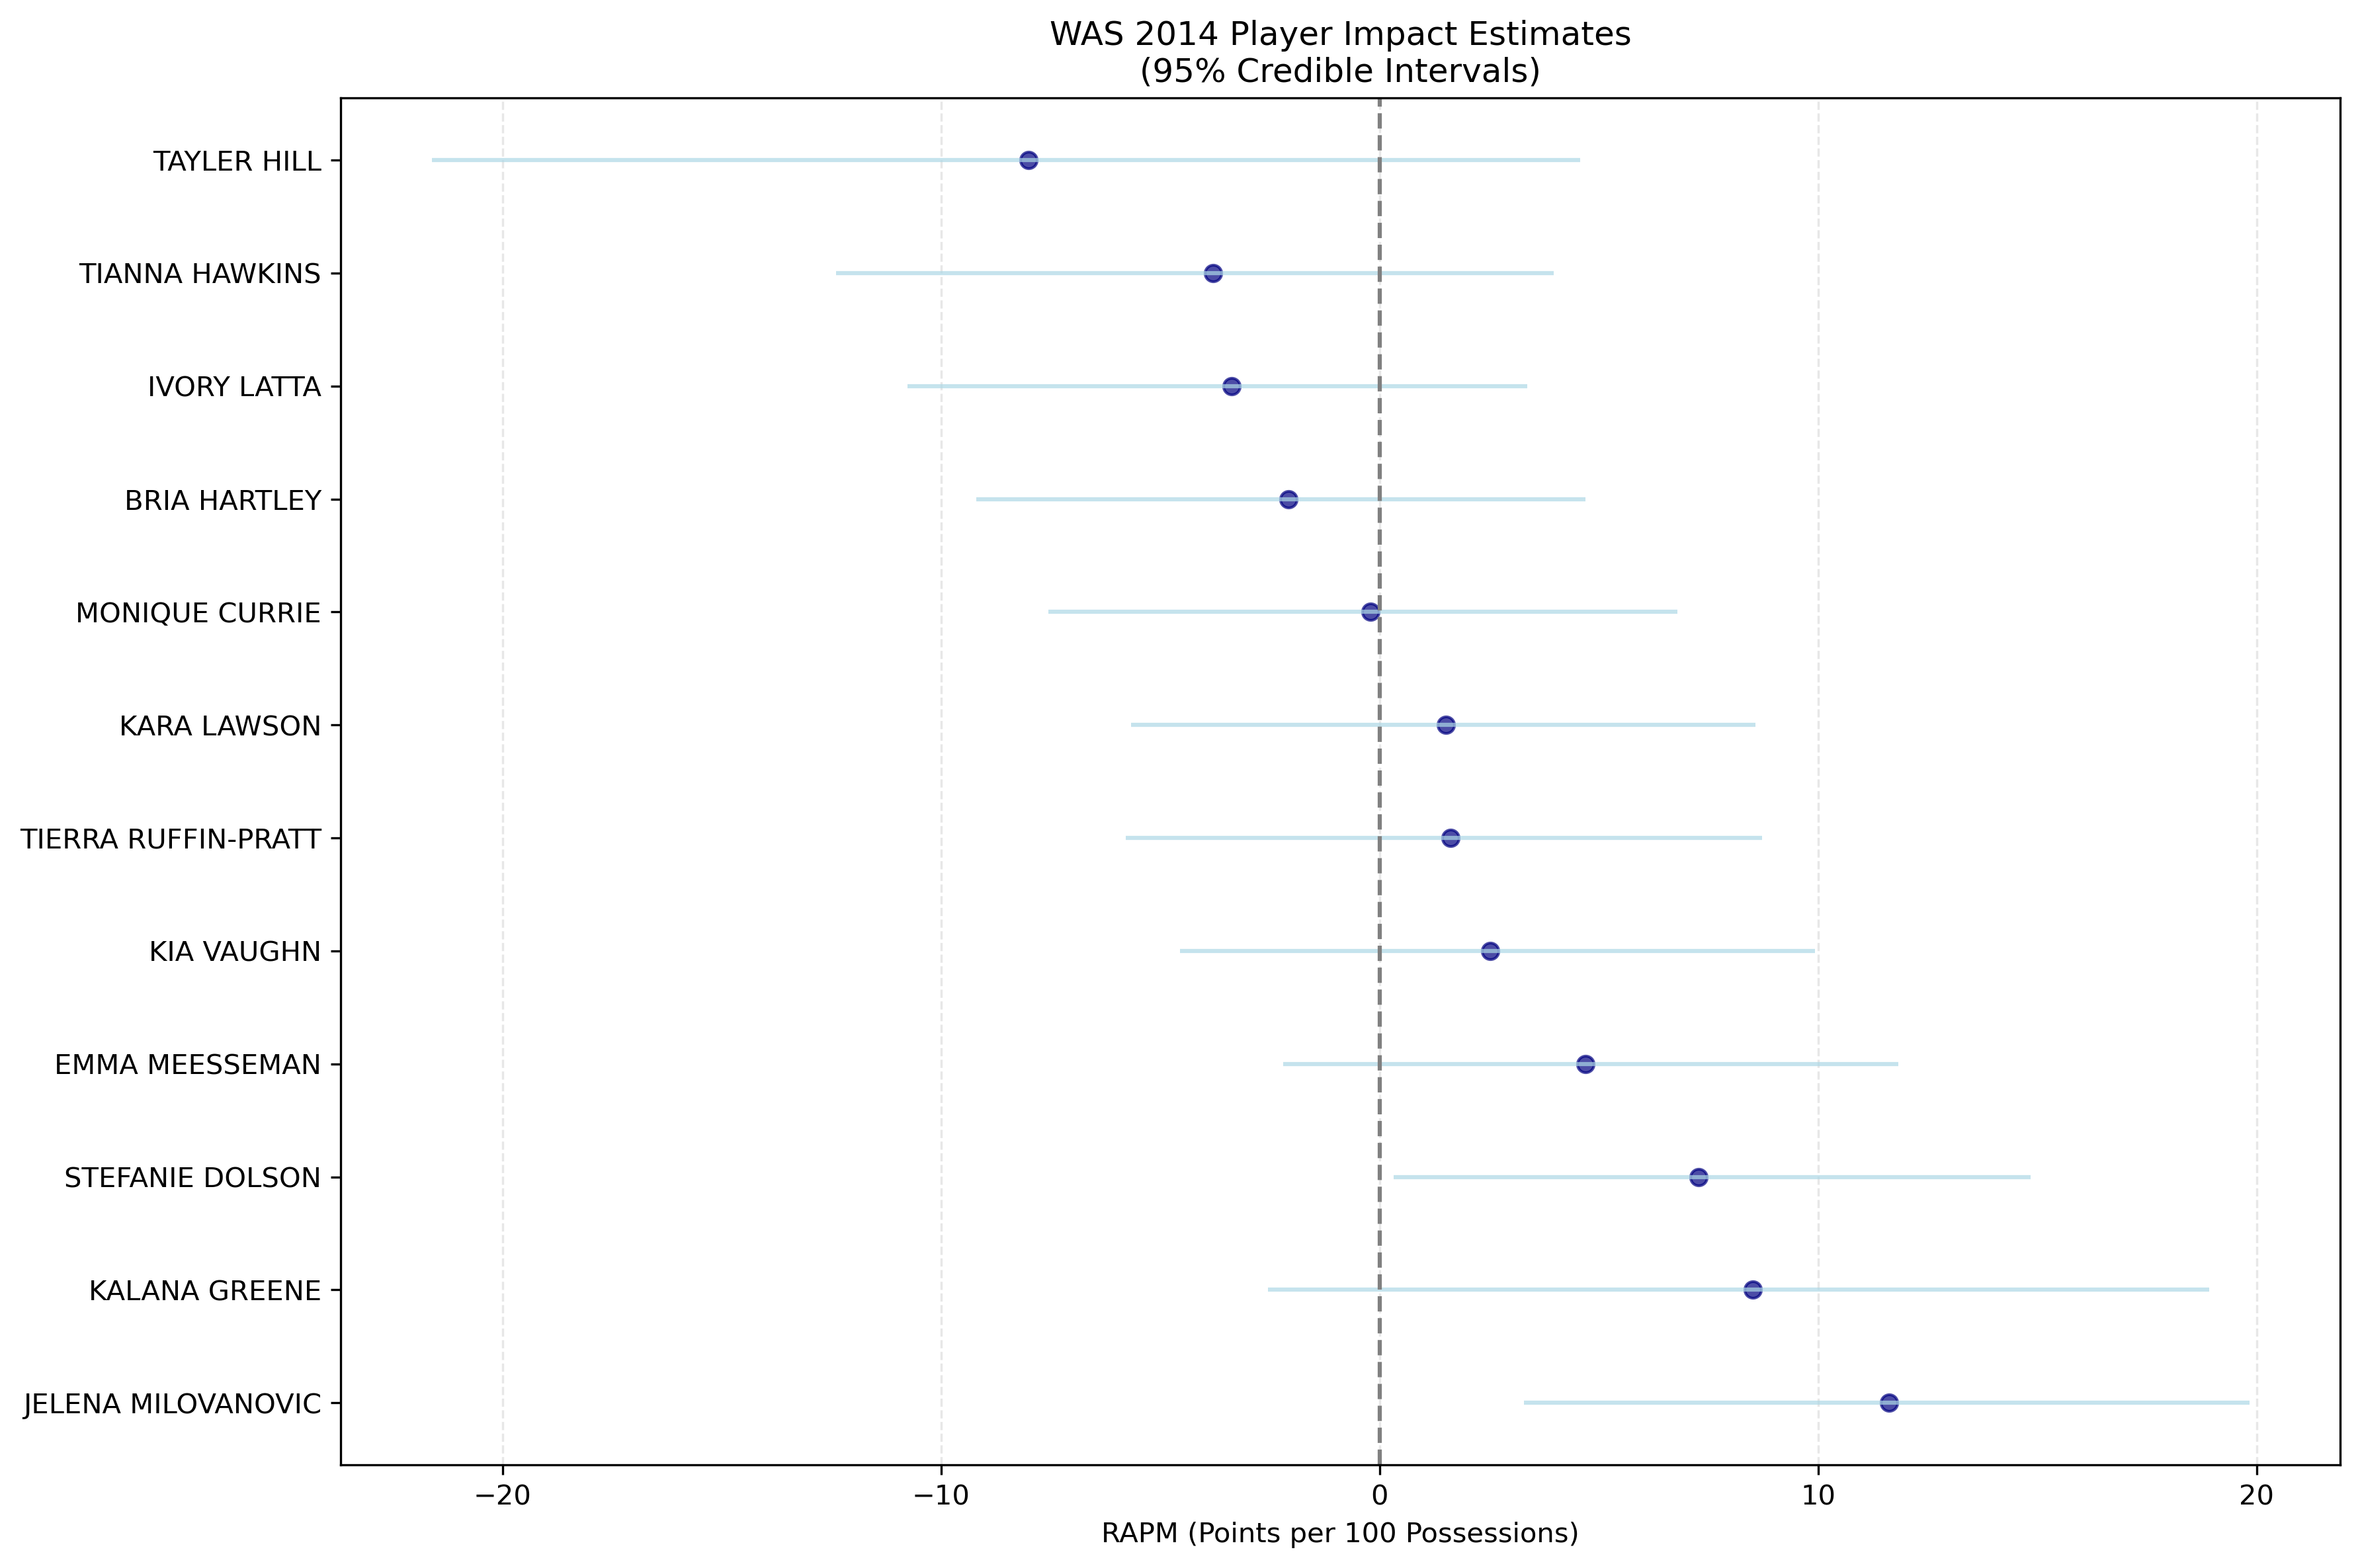 WAS 2014 Player Impact Estimates
(95% Credible Intervals)
TAYLER HILL
TIANNA HAWKINS
IVORY LATTA
BRIA HARTLEY
MONIQUE CURRIE
KARA LAWSON
TIERRA RUFFIN-PRATT
KIA VAUGHN
EMMA MEESSEMAN
STEFANIE DOLSON
KALANA GREENE
JELENA MILOVANOVIC
−20 −10 0 10 20
RAPM (Points per 100 Possessions)